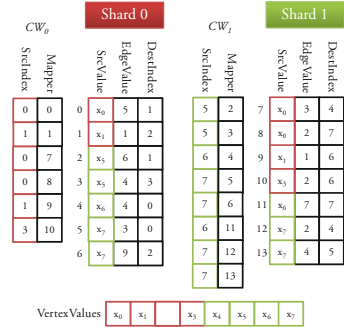 Shard 0
Shard 1
CW0
CW1
SrcIndex Mapper SrcValue EdgeValue DestIndex SrcIndex Mapper SrcValue EdgeValue DestIndex
0 0 0 x0 5 1 5 2 7 x0 3 4
1 1 1 x1 1 2 5 3 8 x0 2 7
0 7 2 x5 6 1 6 4 9 x1 1 6
0 8 3 x5 4 3 7 5 10 x3 2 6
1 9 4 x6 4 0 7 6 11 x6 7 7
3 10 5 x7 3 0 6 11 12 x7 2 4
6 x7 9 2 7 12 13 x7 4 5
7 13
VertexValues x0 x1 x3 x4 x5 x6 x7